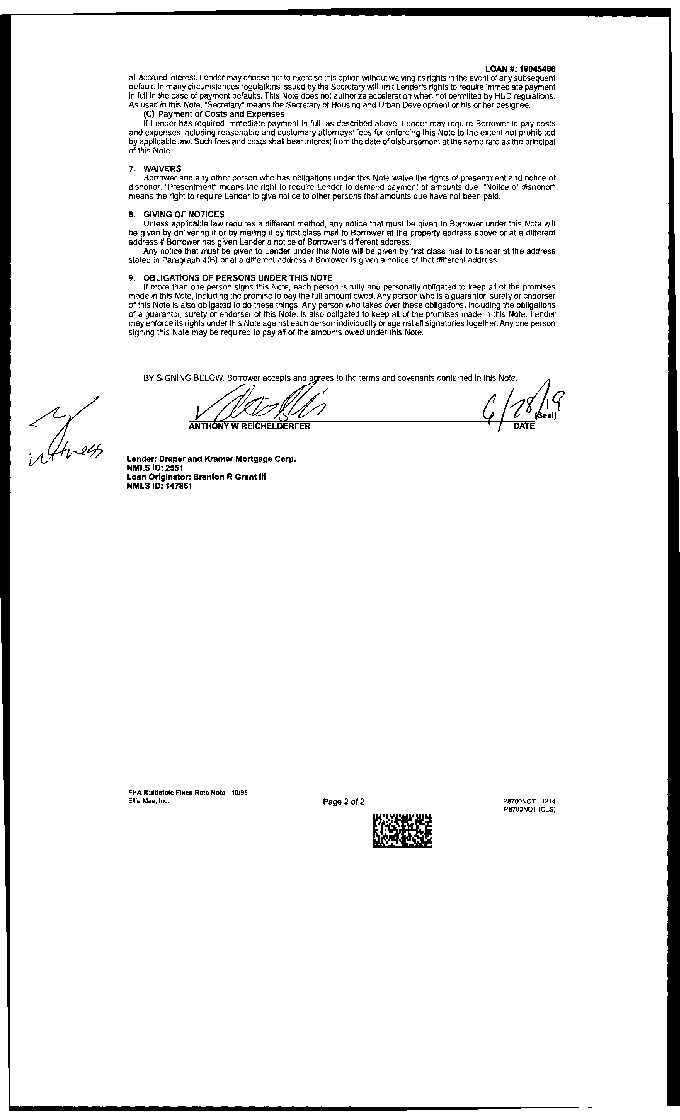 LOAN #: 19045498
all accrued interest. Lender may choose not to exercise this option without waiving its rights in the event of any subsequent
default. In many circumstances regulations issued by the Secretary will limit Lender's rights to require immediate payment
in full in the case of payment defaults. This Note does not authorize acceleration when not permitted by HUD regulations.
As used in this Note, "Secretary" means the Secretary of Housing and Urban Development or his or her designee.
(C) Payment of Costs and Expenses
If Lender has required immediate payment in full, as described above, Lender may require Borrower to pay costs
and expenses including reasonable and customary attorneys' fees for enforcing this Note to the extent not prohibited
by applicable law. Such fees and costs shall bear interest from the date of disbursement at the same rate as the principal
of this Note.
7. WAIVERS
Borrower and any other person who has obligations under this Note waive the rights of presentment and notice of
dishonor. "Presentment" means the right to require Lender to demand payment of amounts due. "Notice of dishonor"
means the right to require Lender to give notice to other persons that amounts due have not been paid.
8. GIVING OF NOTICES
Unless applicable law requires a different method, any notice that must be given to Borrower under this Note will
be given by delivering it or by mailing it by first class mail to Borrower at the property address above or at a different
address if Borrower has given Lender a notice of Borrower's different address.
Any notice that must be given to Lender under this Note will be given by first class mail to Lender at the address
stated in Paragraph 4(B) or at a different address if Borrower is given a notice of that different address.
9. OBLIGATIONS OF PERSONS UNDER THIS NOTE
If more than one person signs this Note, each person is fully and personally obligated to keep all of the promises
made in this Note, including the promise to pay the full amount owed. Any person who is a guarantor, surety or endorser
of this Note is also obligated to do these things. Any person who takes over these obligations, including the obligations
of a guarantor, surety or endorser of this Note, is also obligated to keep all of the promises made in this Note. Lender
may enforce its rights under this Note against each person individually or against all signatories together. Any one person
signing this Note may be required to pay all of the amounts owed under this Note.
BY SIGNING BELOW, Borrower accepts and agrees to the terms and covenants contained in this Note.
6/28/19
(Seal)
ANTHONY W REICHELDERFER DATE
witness
Lender: Draper and Kramer Mortgage Corp.
NMLS ID: 2551
Loan Originator: Brenton R Grant III
NMLS ID: 147861
FHA Multistate Fixed Rate Note 10/95
Ellie Mae, Inc. Page 2 of 2 P8700NOT 1214
P8700NOT (CLS)